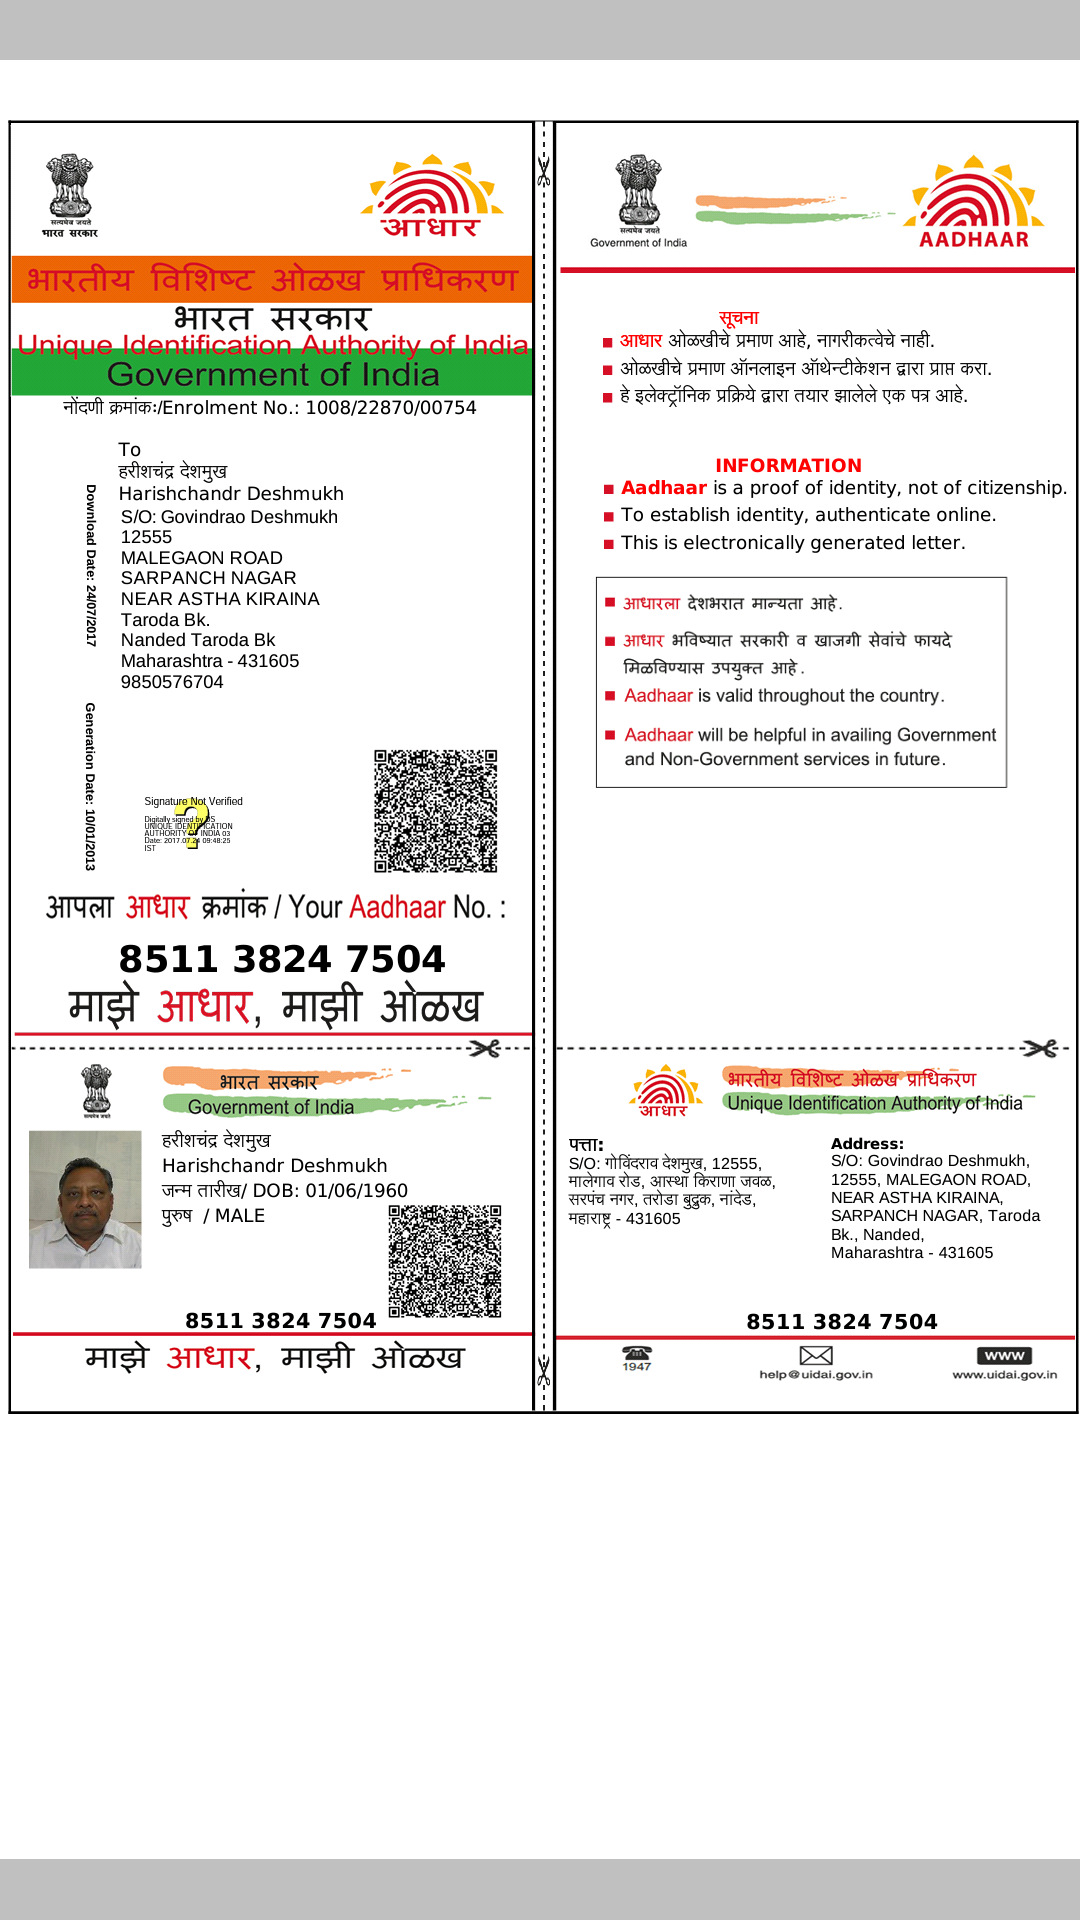 सत्यमेव जयते
भारत सरकार
आधार
भारतीय विशिष्ट ओळख प्राधिकरण
भारत सरकार
Unique Identification Authority of India
Government of India
नोंदणी क्रमांक:/Enrolment No.: 1008/22870/00754
To
हरीशचंद्र देशमुख
Harishchandr Deshmukh
S/O: Govindrao Deshmukh
12555
MALEGAON ROAD
SARPANCH NAGAR
NEAR ASTHA KIRAINA
Taroda Bk.
Nanded Taroda Bk
Maharashtra - 431605
9850576704
Download Date: 24/07/2017
Generation Date: 10/01/2013
Signature Not Verified
Digitally signed by DS
UNIQUE IDENTIFICATION
AUTHORITY OF INDIA 03
Date: 2017.07.24 09:48:25
IST
आपला आधार क्रमांक / Your Aadhaar No. :
8511 3824 7504
माझे आधार, माझी ओळख
सत्यमेव जयते
Government of India
AADHAAR
सूचना
आधार ओळखीचे प्रमाण आहे, नागरीकत्वेचे नाही.
ओळखीचे प्रमाण ऑनलाइन ऑथेन्टीकेशन द्वारा प्राप्त करा.
हे इलेक्ट्रॉनिक प्रक्रिये द्वारा तयार झालेले एक पत्र आहे.
INFORMATION
Aadhaar is a proof of identity, not of citizenship.
To establish identity, authenticate online.
This is electronically generated letter.
आधारला देशभरात मान्यता आहे.
आधार भविष्यात सरकारी व खाजगी सेवांचे फायदे
मिळविण्यास उपयुक्त आहे.
Aadhaar is valid throughout the country.
Aadhaar will be helpful in availing Government
and Non-Government services in future.
सत्यमेव जयते
भारत सरकार
Government of India
हरीशचंद्र देशमुख
Harishchandr Deshmukh
जन्म तारीख/ DOB: 01/06/1960
पुरुष / MALE
8511 3824 7504
माझे आधार, माझी ओळख
आधार
भारतीय विशिष्ट ओळख प्राधिकरण
Unique Identification Authority of India
पत्ता:
S/O: गोविंदराव देशमुख, 12555,
मालेगाव रोड, आस्था किराणा जवळ,
सरपंच नगर, तरोडा बुद्रुक, नांदेड,
महाराष्ट्र - 431605
Address:
S/O: Govindrao Deshmukh,
12555, MALEGAON ROAD,
NEAR ASTHA KIRAINA,
SARPANCH NAGAR, Taroda
Bk., Nanded,
Maharashtra - 431605
8511 3824 7504
1947
help@uidai.gov.in
www
www.uidai.gov.in